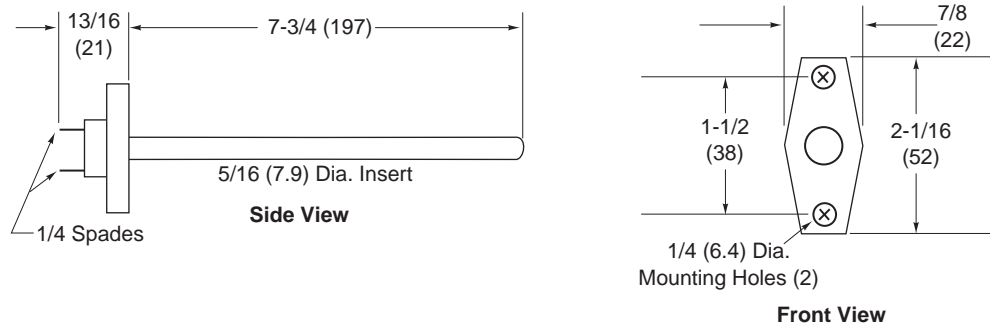 13/16
(21)
7-3/4 (197)
5/16 (7.9) Dia. Insert
Side View
1/4 Spades
7/8
(22)
1-1/2
(38)
2-1/16
(52)
1/4 (6.4) Dia.
Mounting Holes (2)
Front View